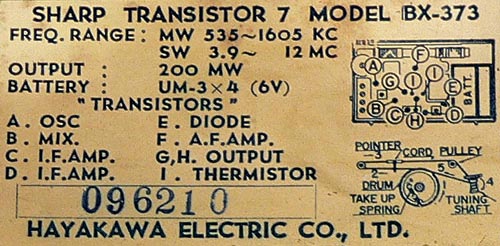 SHARP TRANSISTOR 7 MODEL BX-373
FREQ. RANGE: MW 535~1605 KC
SW 3.9~ 12 MC
OUTPUT : 200 MW
BATTERY : UM-3×4 (6V)
"TRANSISTORS"
A. OSC E. DIODE
B. MIX. F. A.F. AMP.
C. I.F. AMP. G,H. OUTPUT
D. I.F. AMP. I. THERMISTOR
096210
HAYAKAWA ELECTRIC CO., LTD.
F
A E G I I
D
B C H
BATT.
POINTER CORD PULLEY
3 5
2 1 4
DRUM
TAKE UP SPRING
TUNING SHAFT